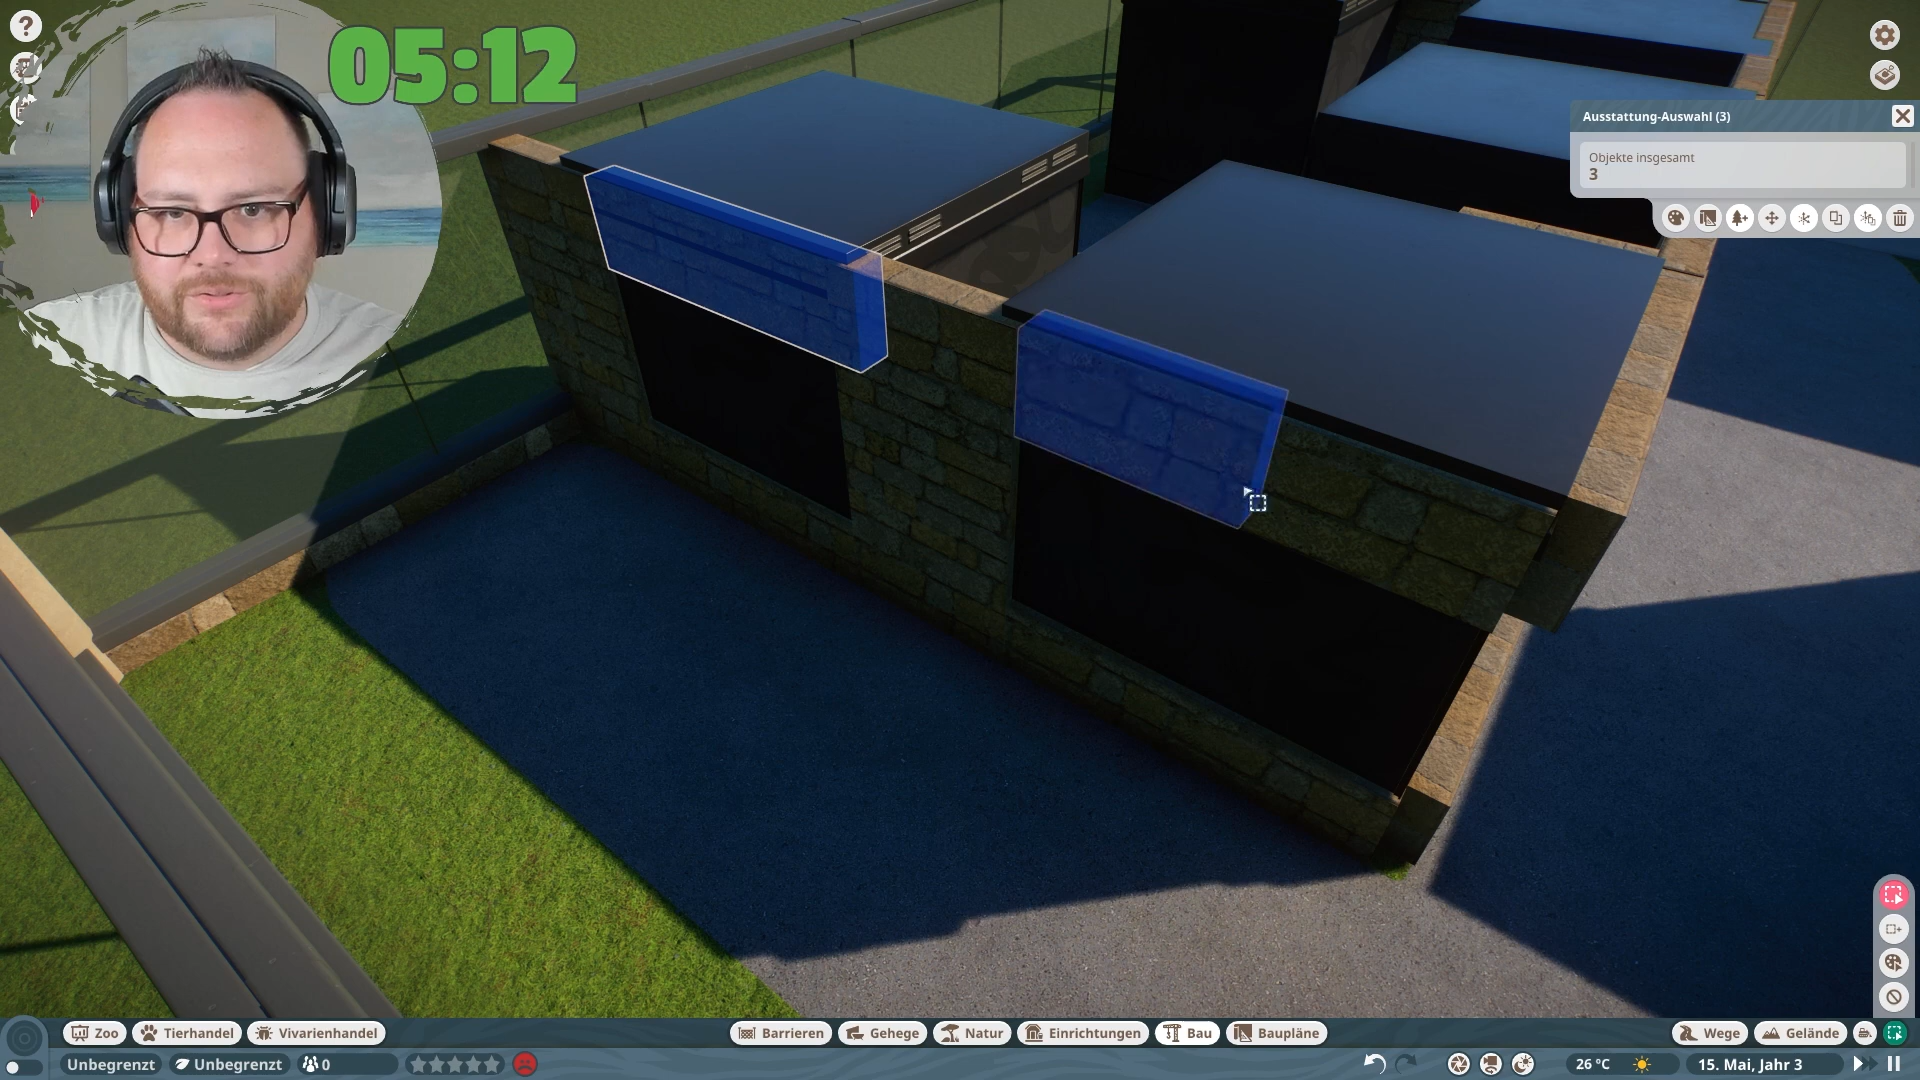 05:12
Ausstattung-Auswahl (3)
Objekte insgesamt
3
Zoo
Tierhandel
Vivarienhandel
Barrieren
Gehege
Natur
Einrichtungen
Bau
Baupläne
Wege
Gelände
Unbegrenzt
Unbegrenzt
0
26 °C
15. Mai, Jahr 3